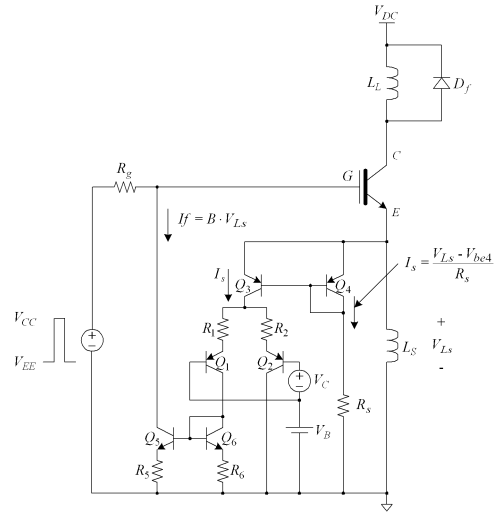 V_DC
L_L
D_f
C
R_g
G
If = B · V_Ls
E
I_s
I_s = (V_Ls - V_be4) / R_s
Q_3
Q_4
V_CC
R_1
R_2
+
L_S
V_Ls
-
V_EE
+
-
Q_1
Q_2
+
-
V_C
R_s
V_B
Q_5
Q_6
R_5
R_6